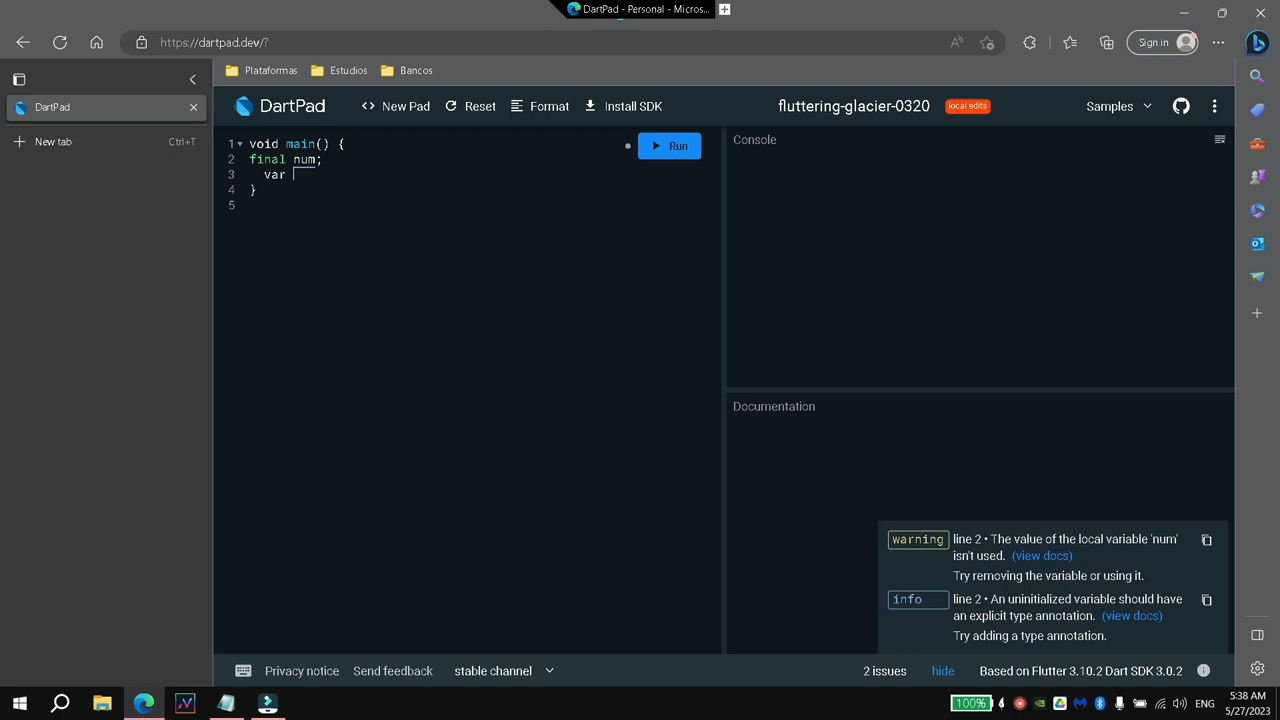 DartPad - Personal - Micros...
https://dartpad.dev/?
Sign in
Plataformas
Estudios
Bancos
DartPad
New tab
Ctrl+T
DartPad
New Pad
Reset
Format
Install SDK
fluttering-glacier-0320
local edits
Samples
1 void main() {
2 final num;
3 var
4 }
5
Run
Console
Documentation
warning line 2 • The value of the local variable 'num'
isn't used. (view docs)
Try removing the variable or using it.
info line 2 • An uninitialized variable should have
an explicit type annotation. (view docs)
Try adding a type annotation.
Privacy notice
Send feedback
stable channel
2 issues
hide
Based on Flutter 3.10.2 Dart SDK 3.0.2
100%
ENG
5:38 AM
5/27/2023